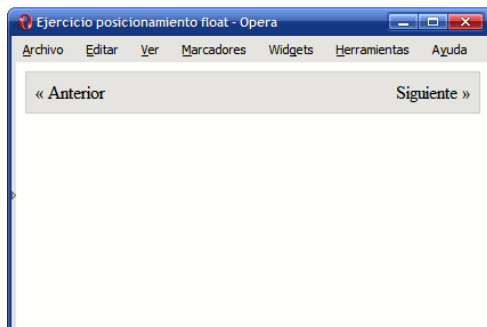 Ejercicio posicionamiento float - Opera
Archivo Editar Ver Marcadores Widgets Herramientas Ayuda
« Anterior Siguiente »